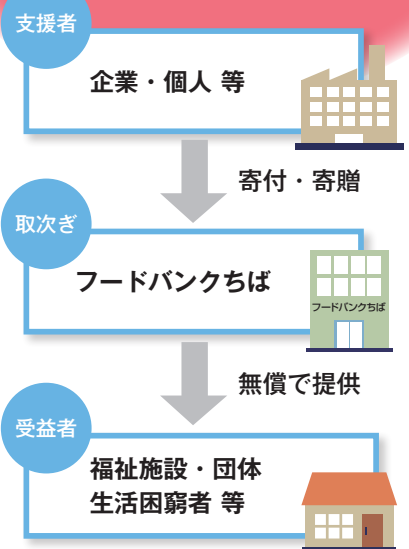 支援者
企業・個人 等
寄付・寄贈
取次ぎ
フードバンクちば
フードバンクちば
無償で提供
受益者
福祉施設・団体
生活困窮者 等